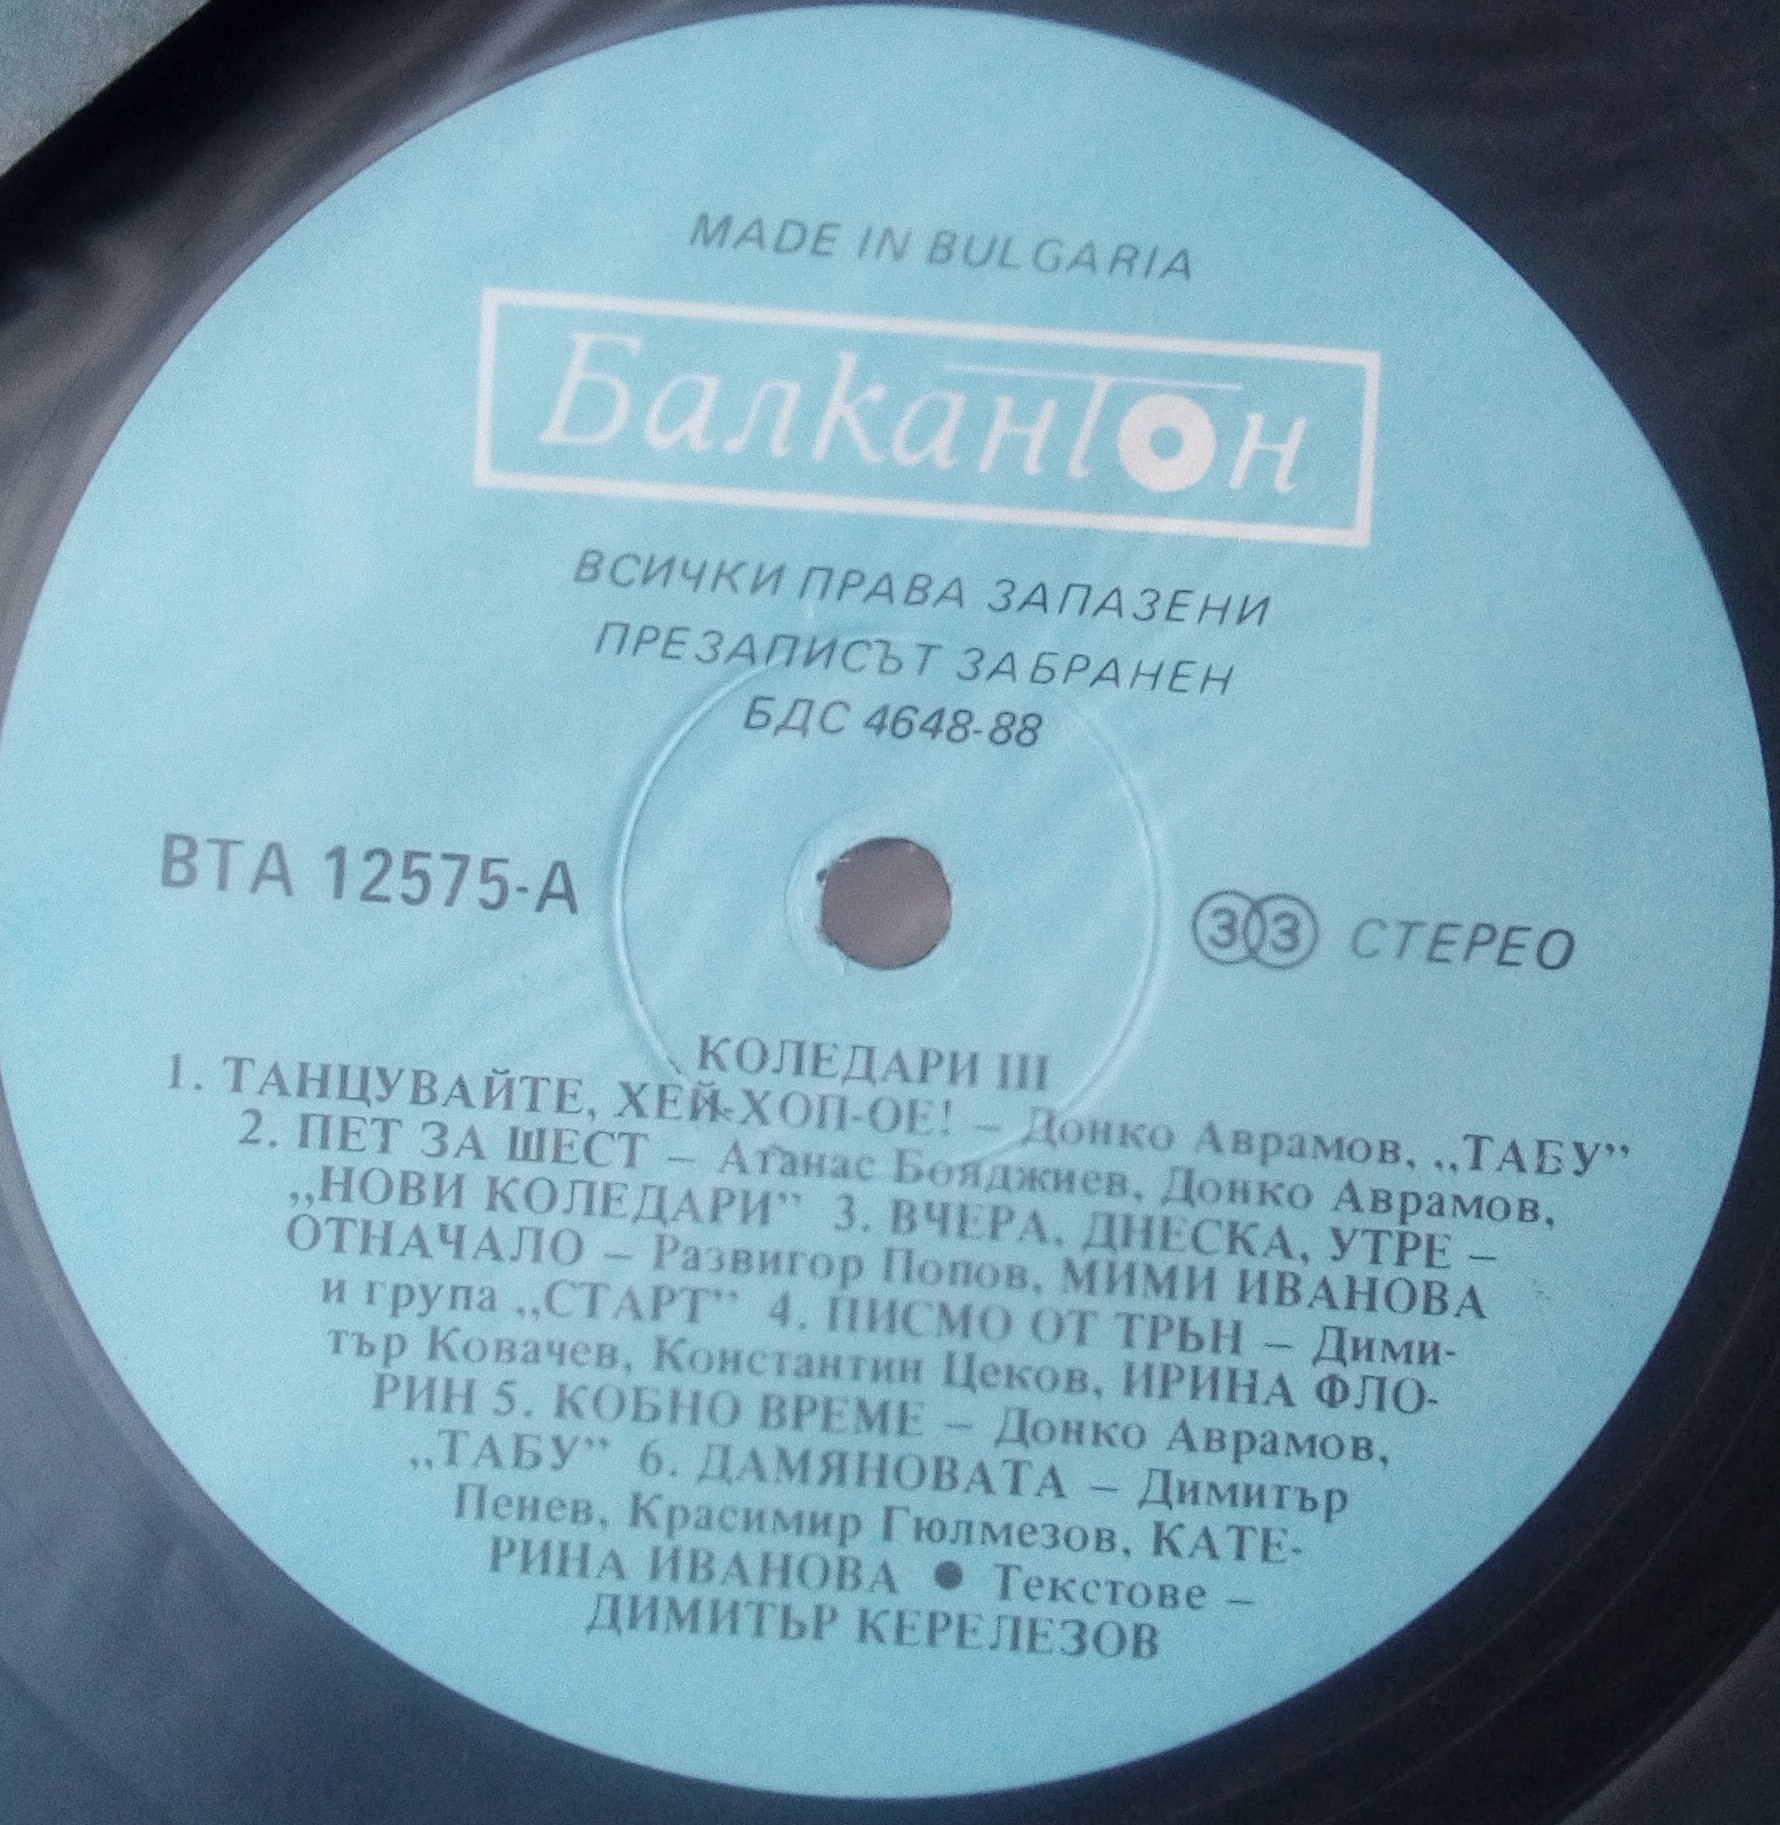 MADE IN BULGARIA
Балкантон
ВСИЧКИ ПРАВА ЗАПАЗЕНИ
ПРЕЗАПИСЪТ ЗАБРАНЕН
БДС 4648-88
ВТА 12575-А
33 СТЕРЕО
КОЛЕДАРИ III
1. ТАНЦУВАЙТЕ, ХЕЙ-ХОП-ОЕ! – Донко Аврамов, „ТАБУ”
2. ПЕТ ЗА ШЕСТ – Атанас Бояджиев, Донко Аврамов,
„НОВИ КОЛЕДАРИ” 3. ВЧЕРА, ДНЕСКА, УТРЕ –
ОТНАЧАЛО – Развигор Попов, МИМИ ИВАНОВА
и група „СТАРТ” 4. ПИСМО ОТ ТРЪН – Дими-
тър Ковачев, Константин Цеков, ИРИНА ФЛО-
РИН 5. КОБНО ВРЕМЕ – Донко Аврамов,
„ТАБУ” 6. ДАМЯНОВАТА – Димитър
Пенев, Красимир Гюлмезов, КАТЕ-
РИНА ИВАНОВА ● Текстове –
ДИМИТЪР КЕРЕЛЕЗОВ